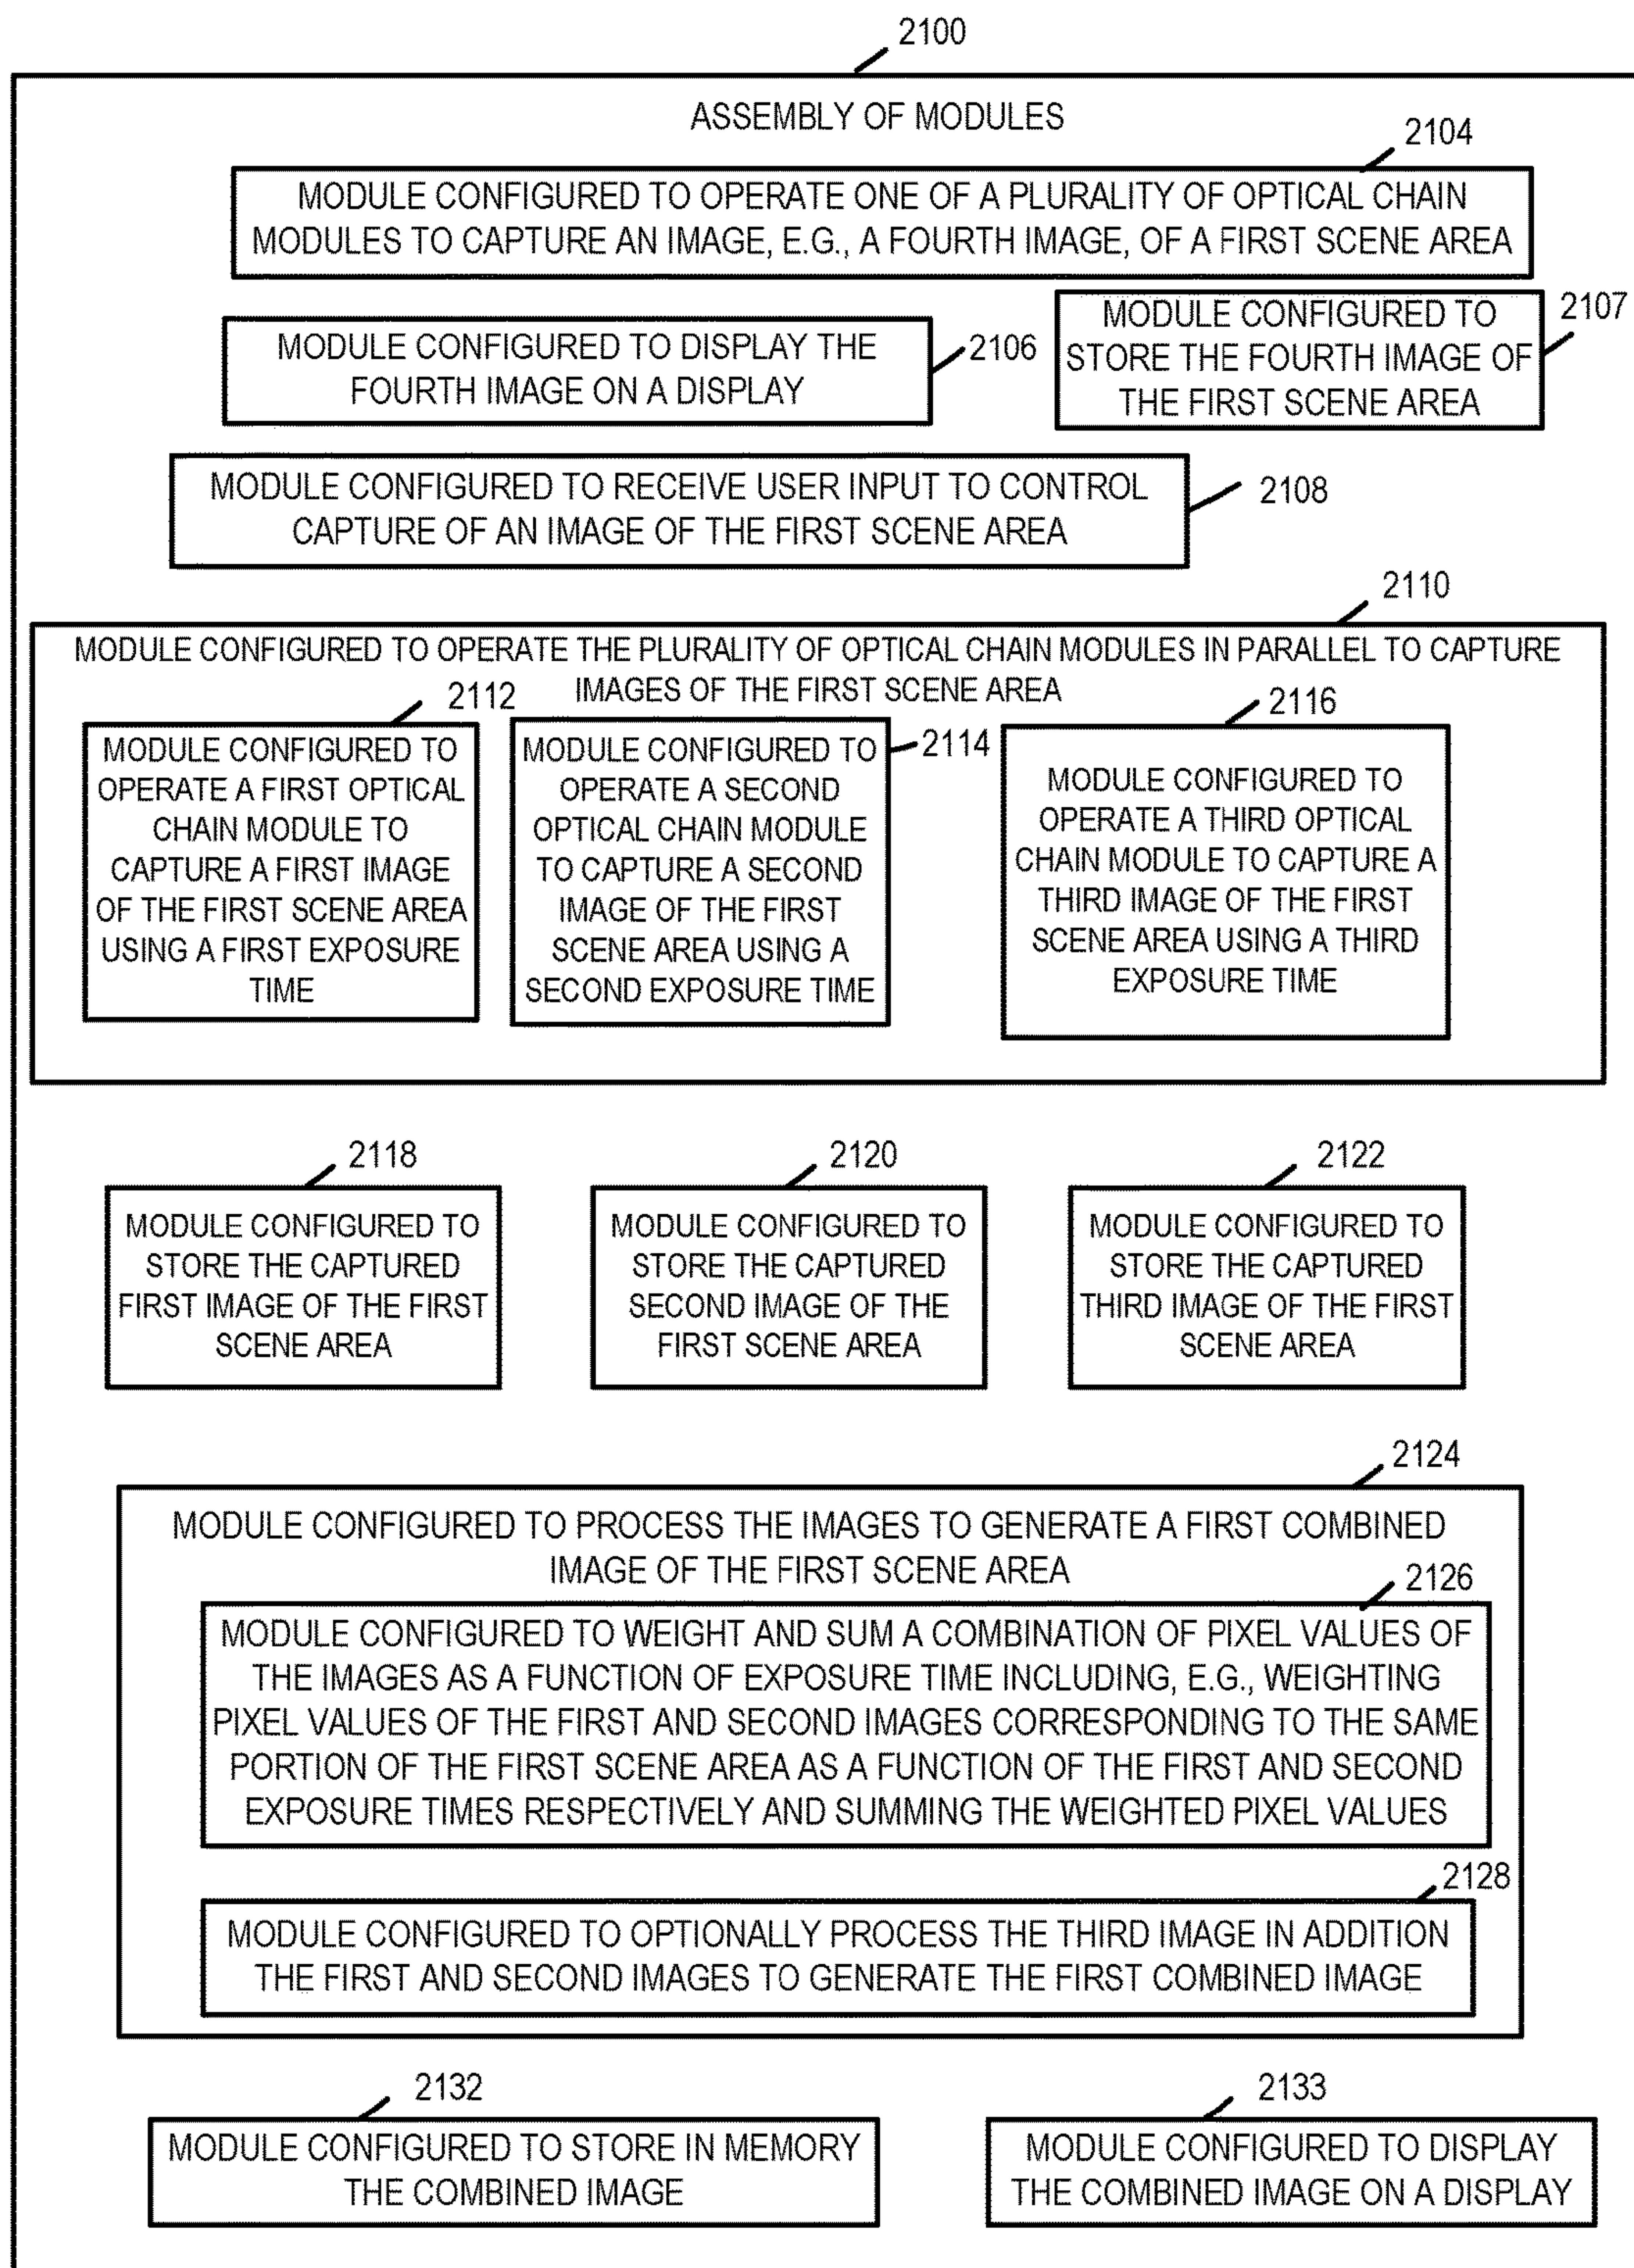 2100
ASSEMBLY OF MODULES
2104
MODULE CONFIGURED TO OPERATE ONE OF A PLURALITY OF OPTICAL CHAIN
MODULES TO CAPTURE AN IMAGE, E.G., A FOURTH IMAGE, OF A FIRST SCENE AREA
MODULE CONFIGURED TO DISPLAY THE
FOURTH IMAGE ON A DISPLAY
2106
MODULE CONFIGURED TO
STORE THE FOURTH IMAGE OF
THE FIRST SCENE AREA
2107
MODULE CONFIGURED TO RECEIVE USER INPUT TO CONTROL
CAPTURE OF AN IMAGE OF THE FIRST SCENE AREA
2108
2110
MODULE CONFIGURED TO OPERATE THE PLURALITY OF OPTICAL CHAIN MODULES IN PARALLEL TO CAPTURE
IMAGES OF THE FIRST SCENE AREA
2112
MODULE CONFIGURED TO
OPERATE A FIRST OPTICAL
CHAIN MODULE TO
CAPTURE A FIRST IMAGE
OF THE FIRST SCENE AREA
USING A FIRST EXPOSURE
TIME
2114
MODULE CONFIGURED TO
OPERATE A SECOND
OPTICAL CHAIN MODULE
TO CAPTURE A SECOND
IMAGE OF THE FIRST
SCENE AREA USING A
SECOND EXPOSURE TIME
2116
MODULE CONFIGURED TO
OPERATE A THIRD OPTICAL
CHAIN MODULE TO CAPTURE A
THIRD IMAGE OF THE FIRST
SCENE AREA USING A THIRD
EXPOSURE TIME
2118
MODULE CONFIGURED TO
STORE THE CAPTURED
FIRST IMAGE OF THE FIRST
SCENE AREA
2120
MODULE CONFIGURED TO
STORE THE CAPTURED
SECOND IMAGE OF THE
FIRST SCENE AREA
2122
MODULE CONFIGURED TO
STORE THE CAPTURED
THIRD IMAGE OF THE FIRST
SCENE AREA
2124
MODULE CONFIGURED TO PROCESS THE IMAGES TO GENERATE A FIRST COMBINED
IMAGE OF THE FIRST SCENE AREA
2126
MODULE CONFIGURED TO WEIGHT AND SUM A COMBINATION OF PIXEL VALUES OF
THE IMAGES AS A FUNCTION OF EXPOSURE TIME INCLUDING, E.G., WEIGHTING
PIXEL VALUES OF THE FIRST AND SECOND IMAGES CORRESPONDING TO THE SAME
PORTION OF THE FIRST SCENE AREA AS A FUNCTION OF THE FIRST AND SECOND
EXPOSURE TIMES RESPECTIVELY AND SUMMING THE WEIGHTED PIXEL VALUES
2128
MODULE CONFIGURED TO OPTIONALLY PROCESS THE THIRD IMAGE IN ADDITION
THE FIRST AND SECOND IMAGES TO GENERATE THE FIRST COMBINED IMAGE
2132
MODULE CONFIGURED TO STORE IN MEMORY
THE COMBINED IMAGE
2133
MODULE CONFIGURED TO DISPLAY
THE COMBINED IMAGE ON A DISPLAY